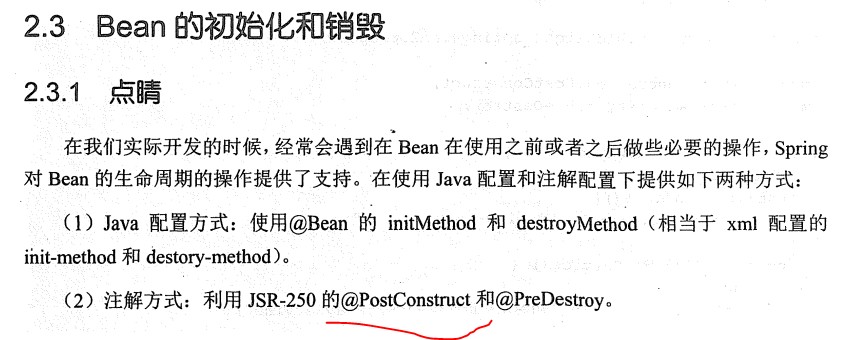 2.3 Bean 的初始化和销毁
2.3.1 点睛
在我们实际开发的时候，经常会遇到在 Bean 在使用之前或者之后做些必要的操作，Spring
对 Bean 的生命周期的操作提供了支持。在使用 Java 配置和注解配置下提供如下两种方式：
（1）Java 配置方式：使用@Bean 的 initMethod 和 destroyMethod（相当于 xml 配置的
init-method 和 destory-method）。
（2）注解方式：利用 JSR-250 的@PostConstruct 和@PreDestroy。